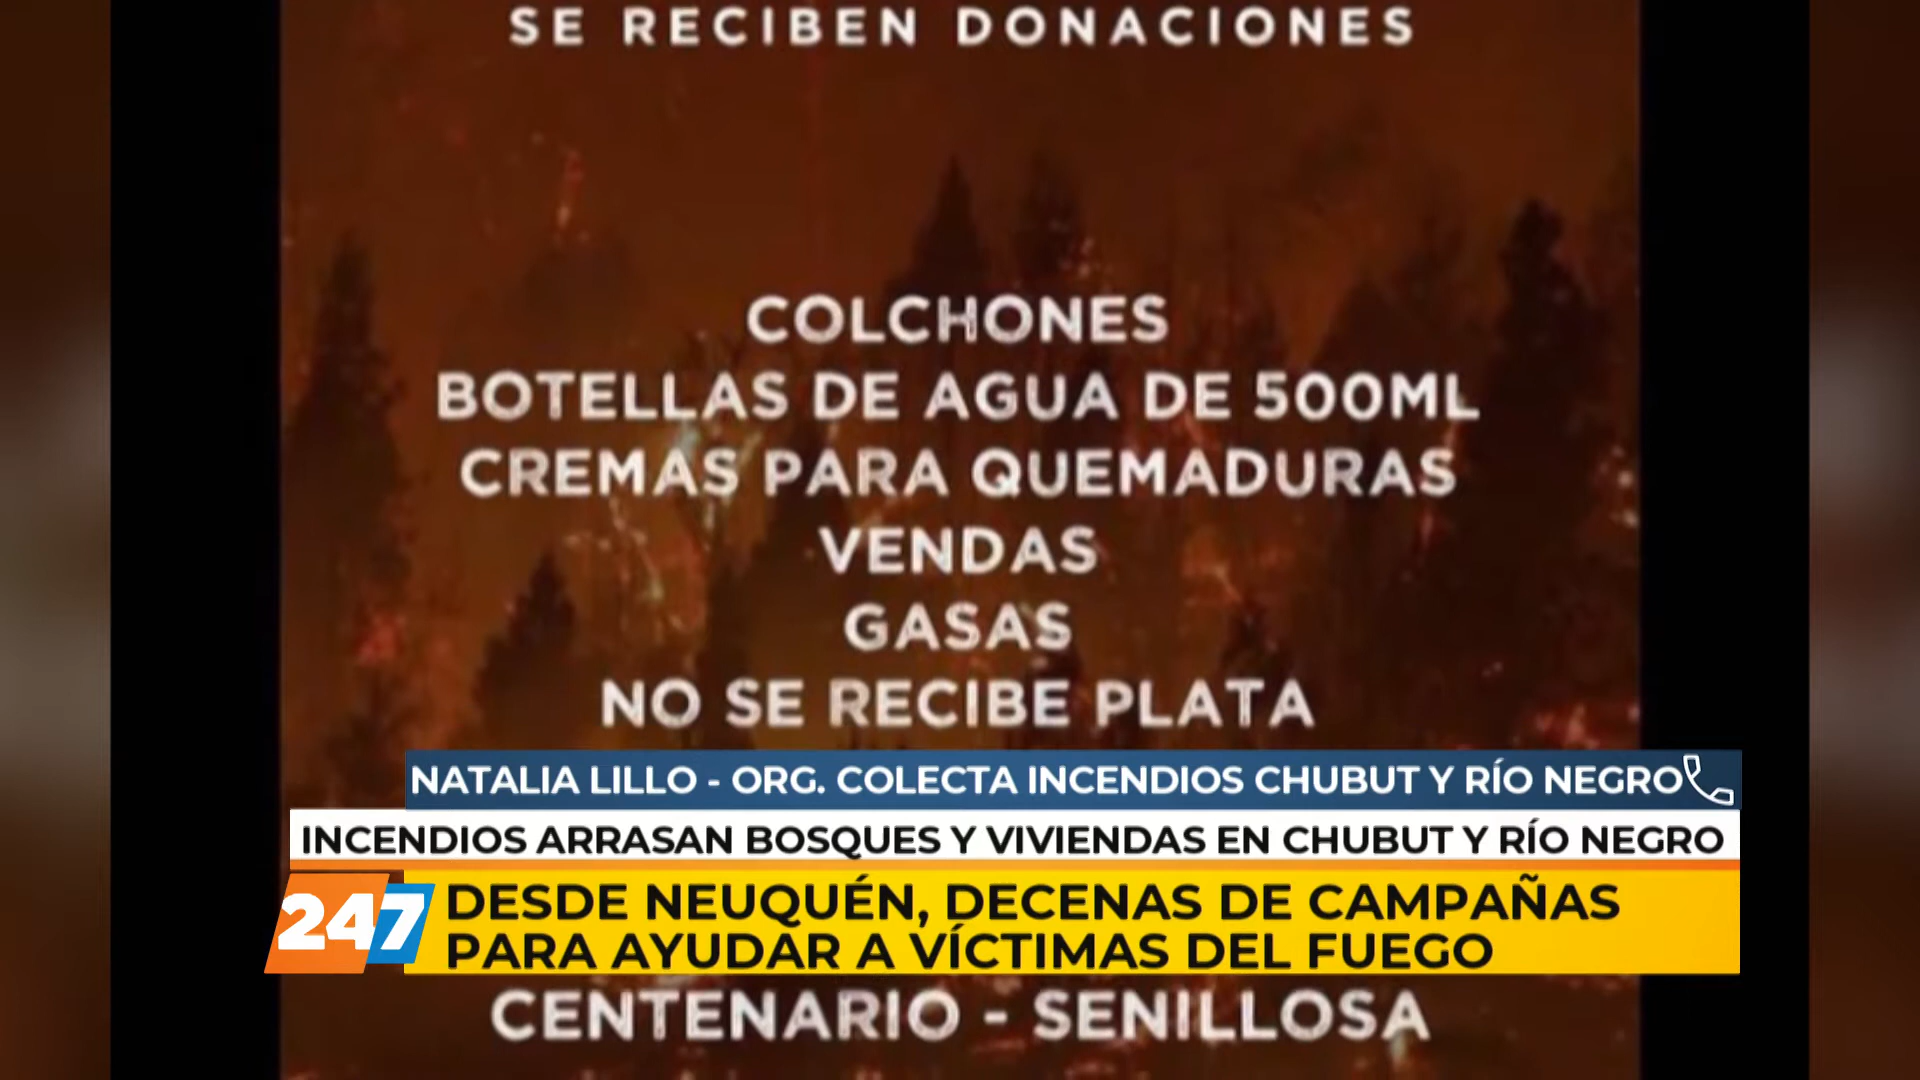 SE RECIBEN DONACIONES
COLCHONES
BOTELLAS DE AGUA DE 500ML
CREMAS PARA QUEMADURAS
VENDAS
GASAS
NO SE RECIBE PLATA
NATALIA LILLO - ORG. COLECTA INCENDIOS CHUBUT Y RÍO NEGRO
INCENDIOS ARRASAN BOSQUES Y VIVIENDAS EN CHUBUT Y RÍO NEGRO
247
DESDE NEUQUÉN, DECENAS DE CAMPAÑAS
PARA AYUDAR A VÍCTIMAS DEL FUEGO
CENTENARIO - SENILLOSA